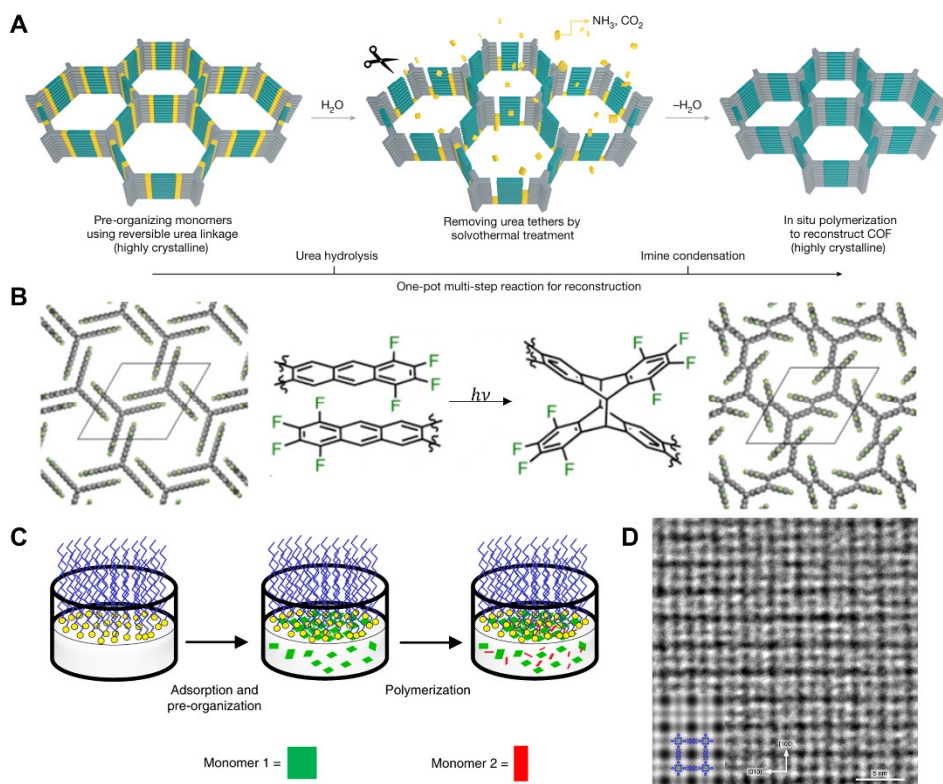 A
NH3, CO2
H2O
–H2O
Pre-organizing monomers
using reversible urea linkage
(highly crystalline)
Removing urea tethers by
solvothermal treatment
In situ polymerization
to reconstruct COF
(highly crystalline)
Urea hydrolysis
Imine condensation
One-pot multi-step reaction for reconstruction
B
F
F
F
F
F
F
F
F
hν
F
F
F
F
F
F
F
F
C
Adsorption and
pre-organization
Polymerization
Monomer 1 =
Monomer 2 =
D
[100]
[010]
5 nm